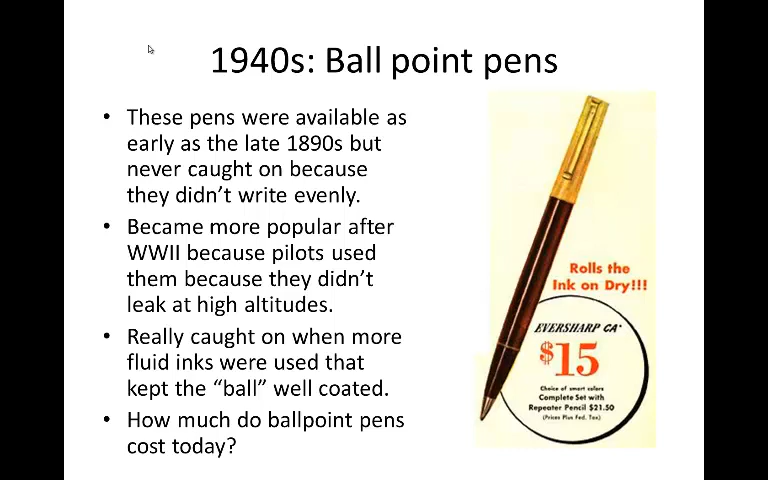 1940s: Ball point pens
• These pens were available as
early as the late 1890s but
never caught on because
they didn’t write evenly.
• Became more popular after
WWII because pilots used
them because they didn’t
leak at high altitudes.
• Really caught on when more
fluid inks were used that
kept the “ball” well coated.
• How much do ballpoint pens
cost today?
Rolls the
Ink on Dry!!!
EVERSHARP CA
$15
Choice of smart colors
Complete Set with
Repeater Pencil $21.50
(Prices Plus Fed. Tax)